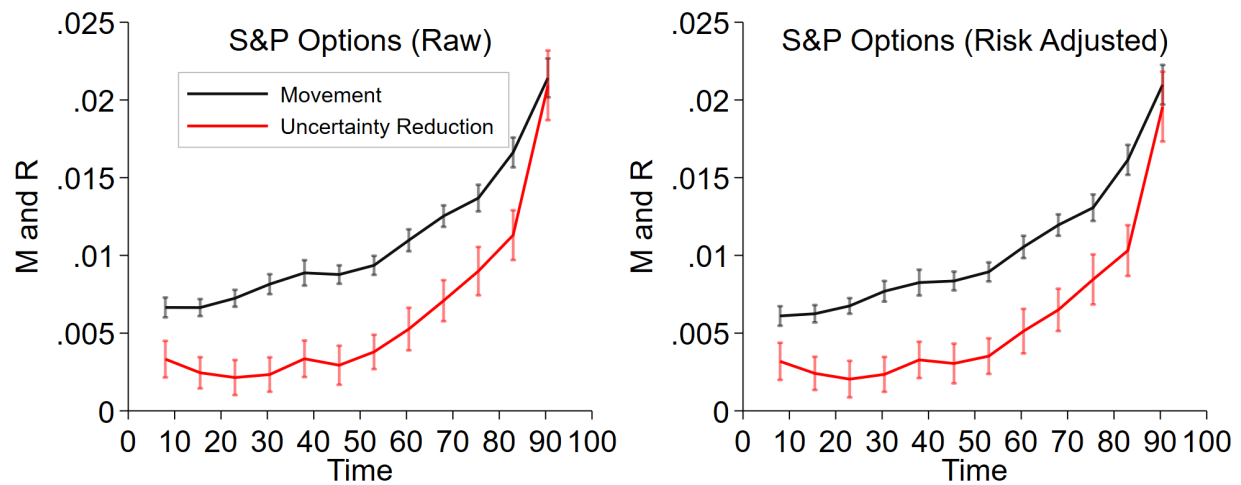 S&P Options (Raw)
Movement
Uncertainty Reduction
M and R
.025
.02
.015
.01
.005
0
0 10 20 30 40 50 60 70 80 90 100
Time
S&P Options (Risk Adjusted)
M and R
.025
.02
.015
.01
.005
0
0 10 20 30 40 50 60 70 80 90 100
Time